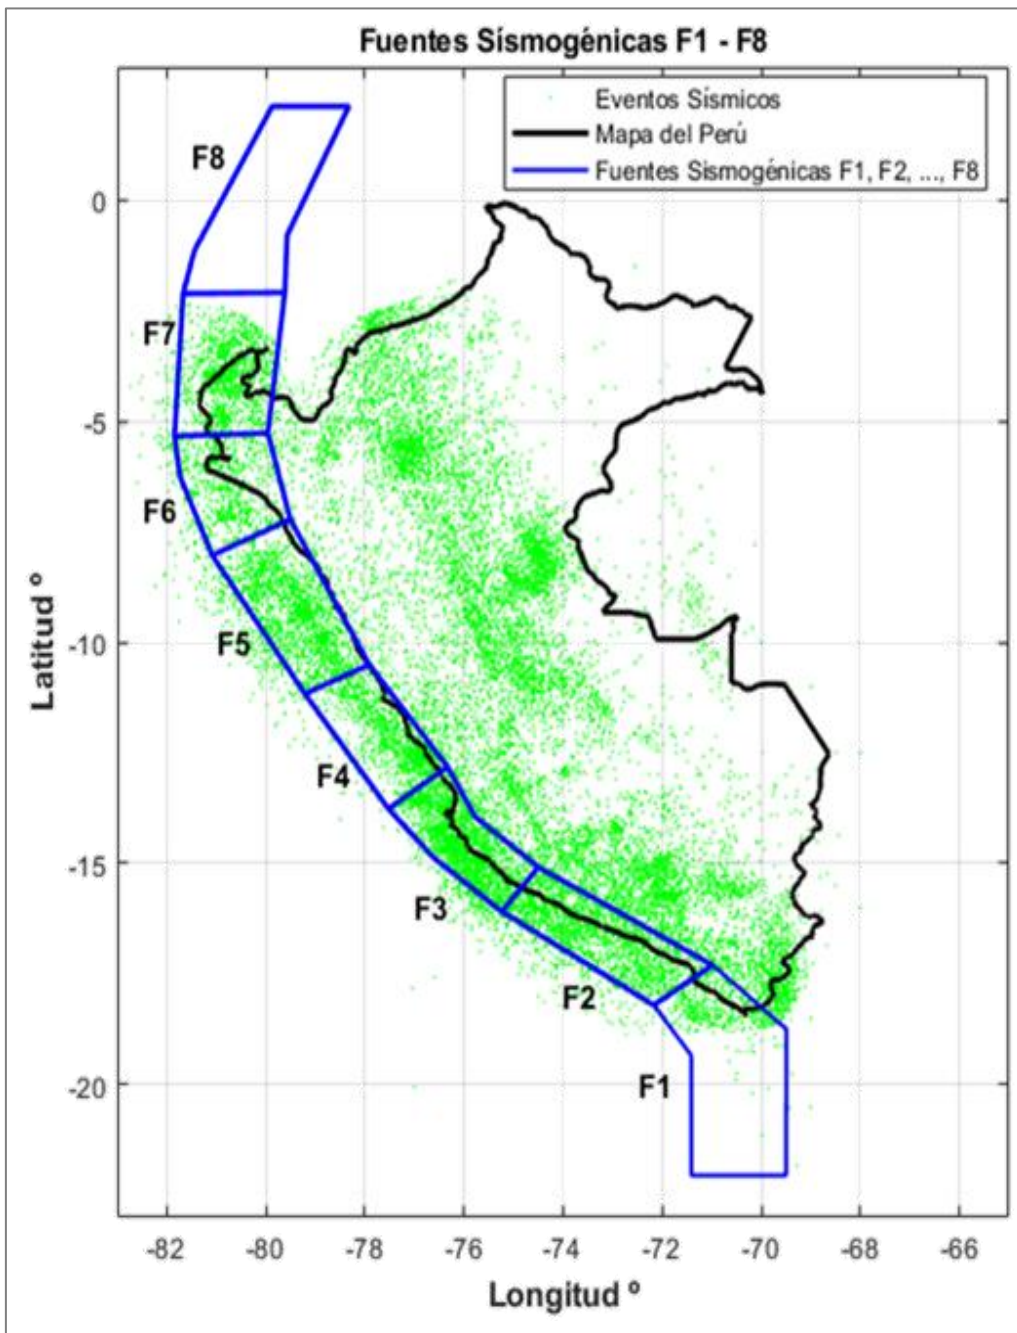 Fuentes Sísmogénicas F1 - F8
Eventos Sísmicos
Mapa del Perú
Fuentes Sismogénicas F1, F2, ..., F8
F8
F7
F6
F5
F4
F3
F2
F1
0
-5
-10
-15
-20
Latitud º
-82 -80 -78 -76 -74 -72 -70 -68 -66
Longitud º